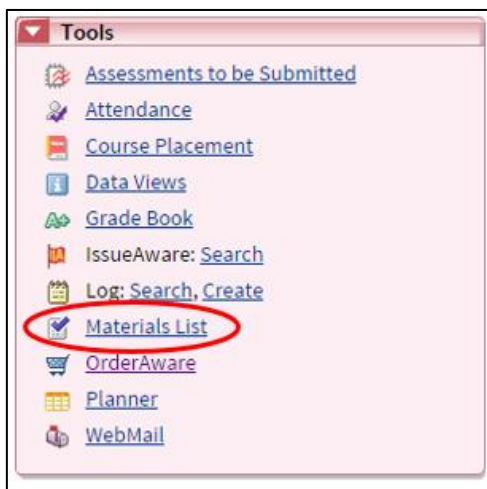 Tools
Assessments to be Submitted
Attendance
Course Placement
Data Views
Grade Book
IssueAware: Search
Log: Search, Create
Materials List
OrderAware
Planner
WebMail